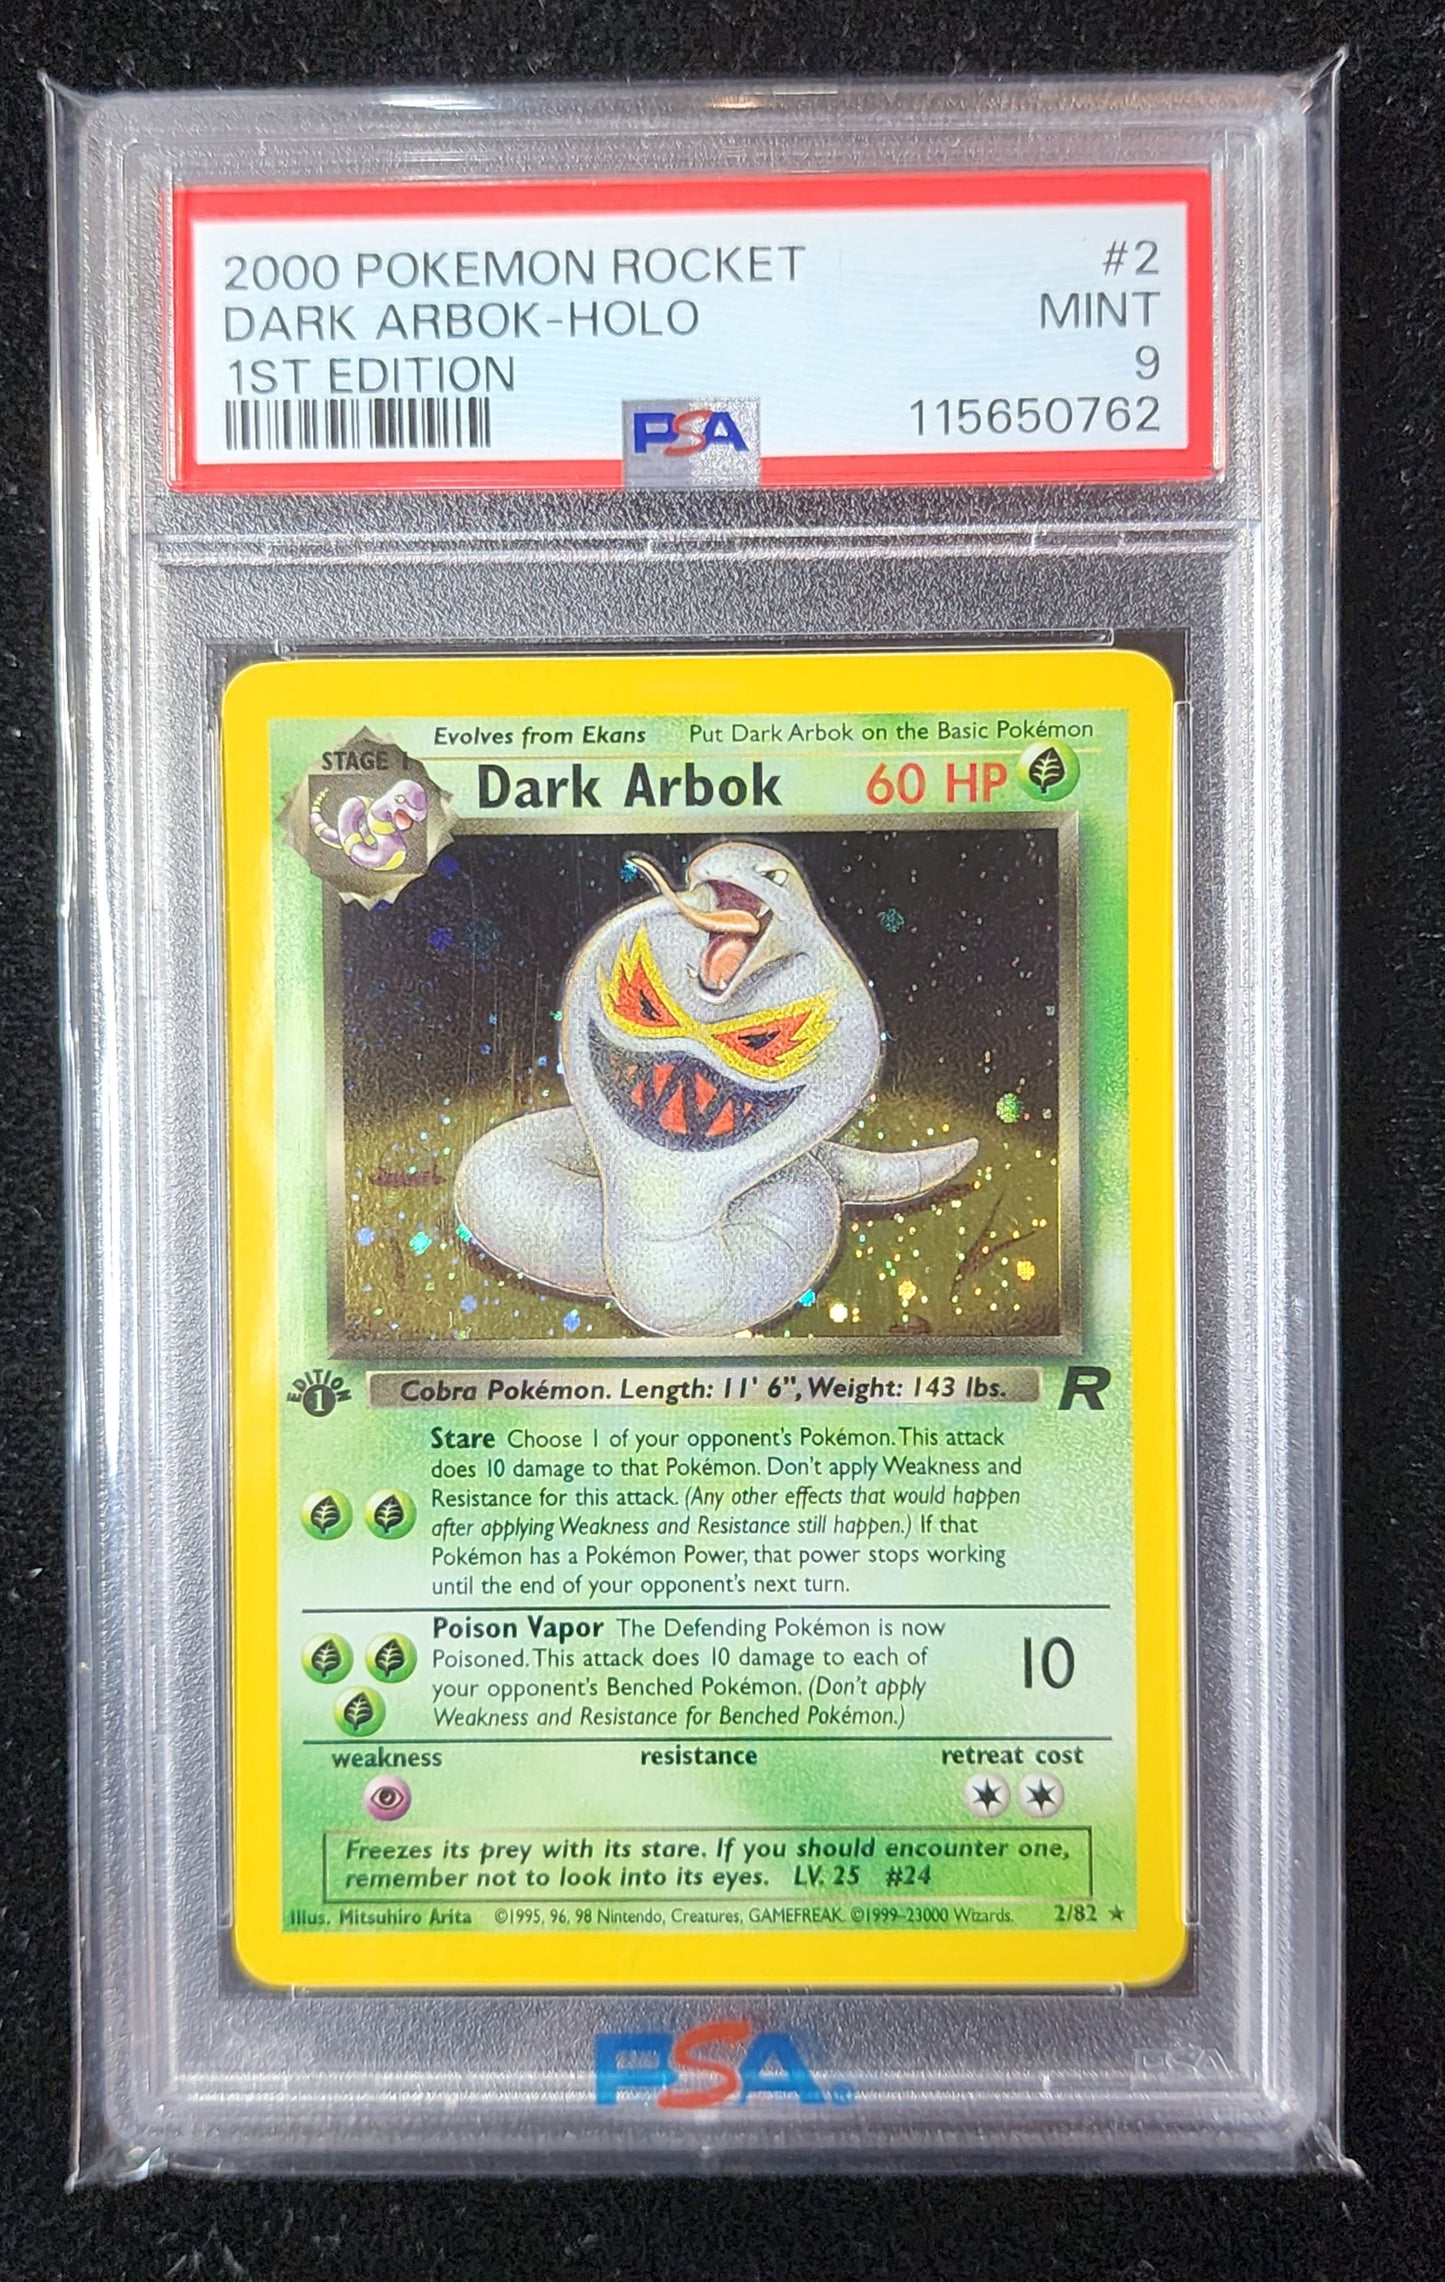 2000 POKEMON ROCKET #2
DARK ARBOK-HOLO MINT
1ST EDITION 9
PSA 115650762
Evolves from Ekans Put Dark Arbok on the Basic Pokémon
STAGE 1
Dark Arbok 60 HP
EDITION
1
Cobra Pokémon. Length: 11' 6", Weight: 143 lbs.
R
Stare Choose 1 of your opponent's Pokémon. This attack
does 10 damage to that Pokémon. Don't apply Weakness and
Resistance for this attack. (Any other effects that would happen
after applying Weakness and Resistance still happen.) If that
Pokémon has a Pokémon Power, that power stops working
until the end of your opponent's next turn.
Poison Vapor The Defending Pokémon is now
Poisoned. This attack does 10 damage to each of
your opponent's Benched Pokémon. (Don't apply
Weakness and Resistance for Benched Pokémon.)
10
weakness resistance retreat cost
Freezes its prey with its stare. If you should encounter one,
remember not to look into its eyes. LV. 25 #24
Illus. Mitsuhiro Arita ©1995, 96, 98 Nintendo, Creatures, GAMEFREAK. ©1999-23000 Wizards. 2/82 ★
PSA®
PSA